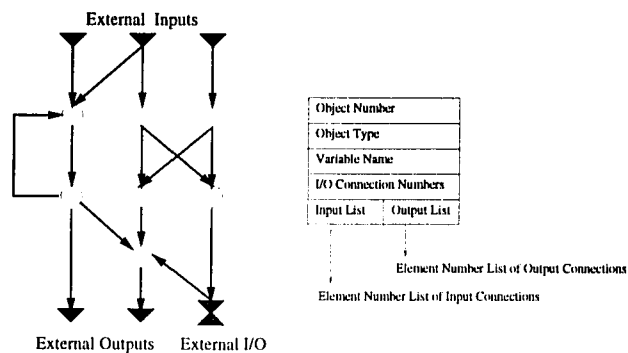 External Inputs
Object Number
Object Type
Variable Name
I/O Connection Numbers
Input List Output List
Element Number List of Output Connections
Element Number List of Input Connections
External Outputs External I/O